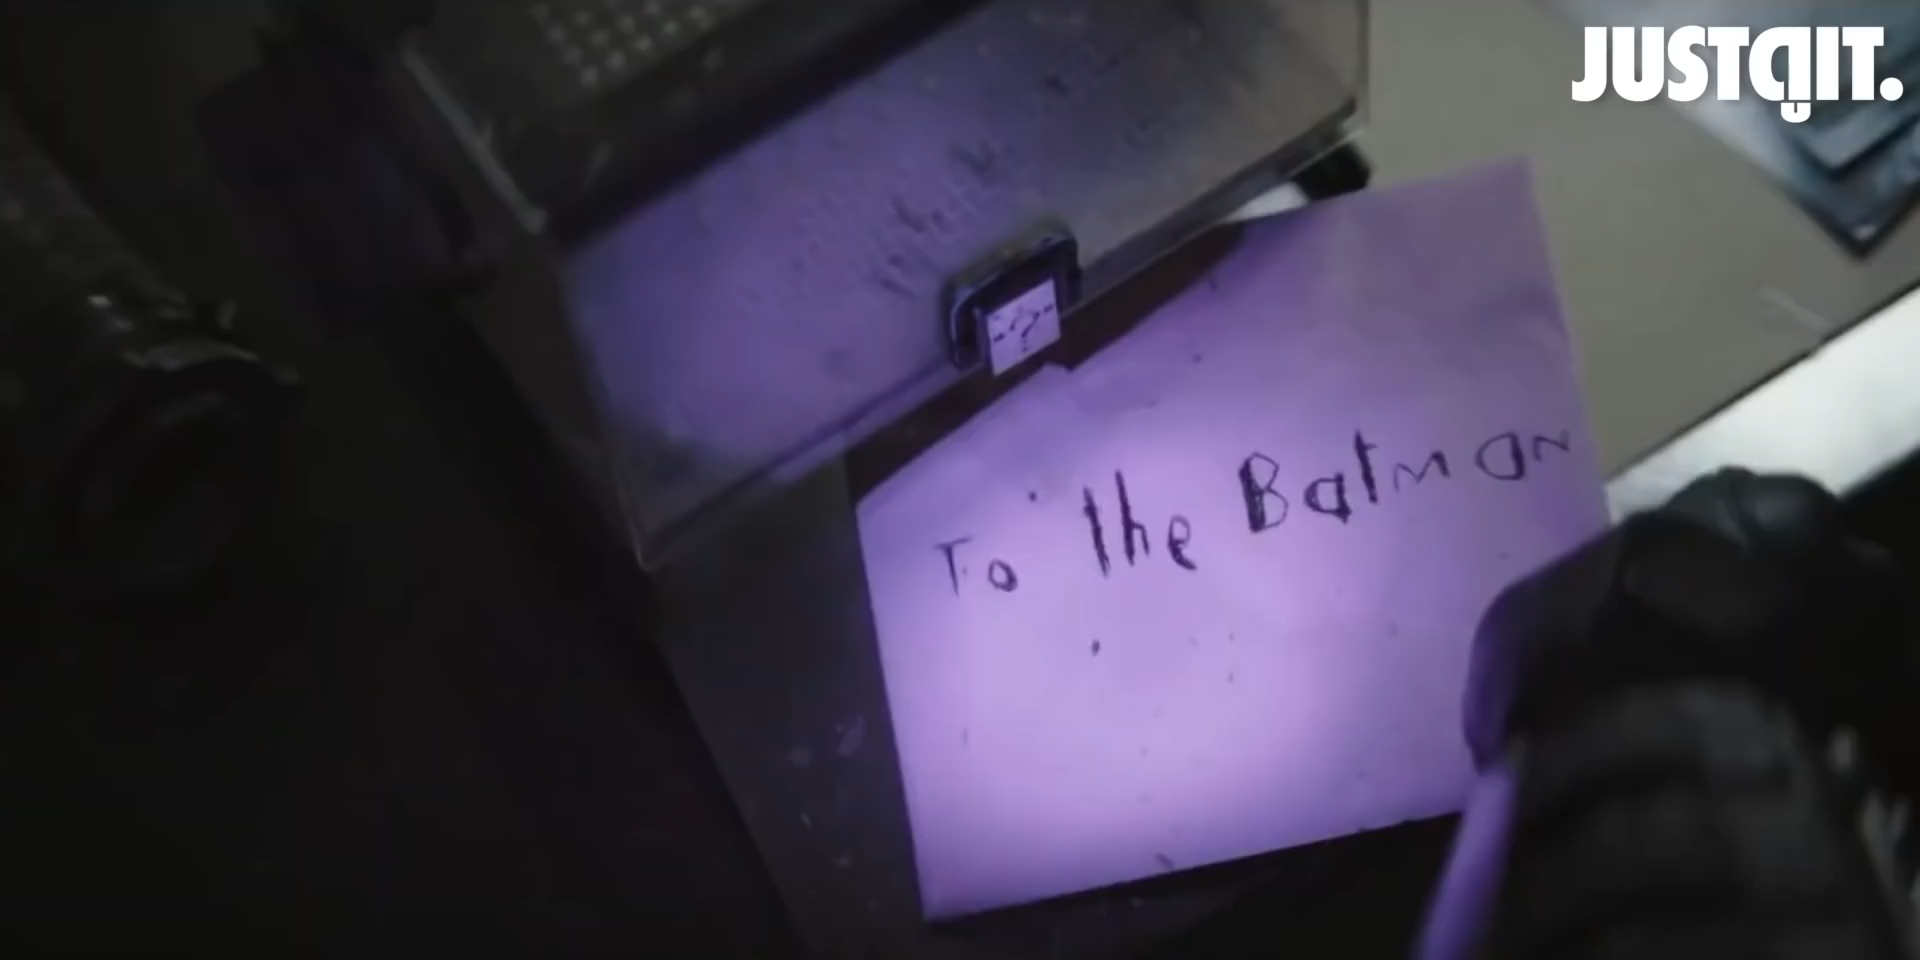 JUSTQIT.
-?-
To the Batman